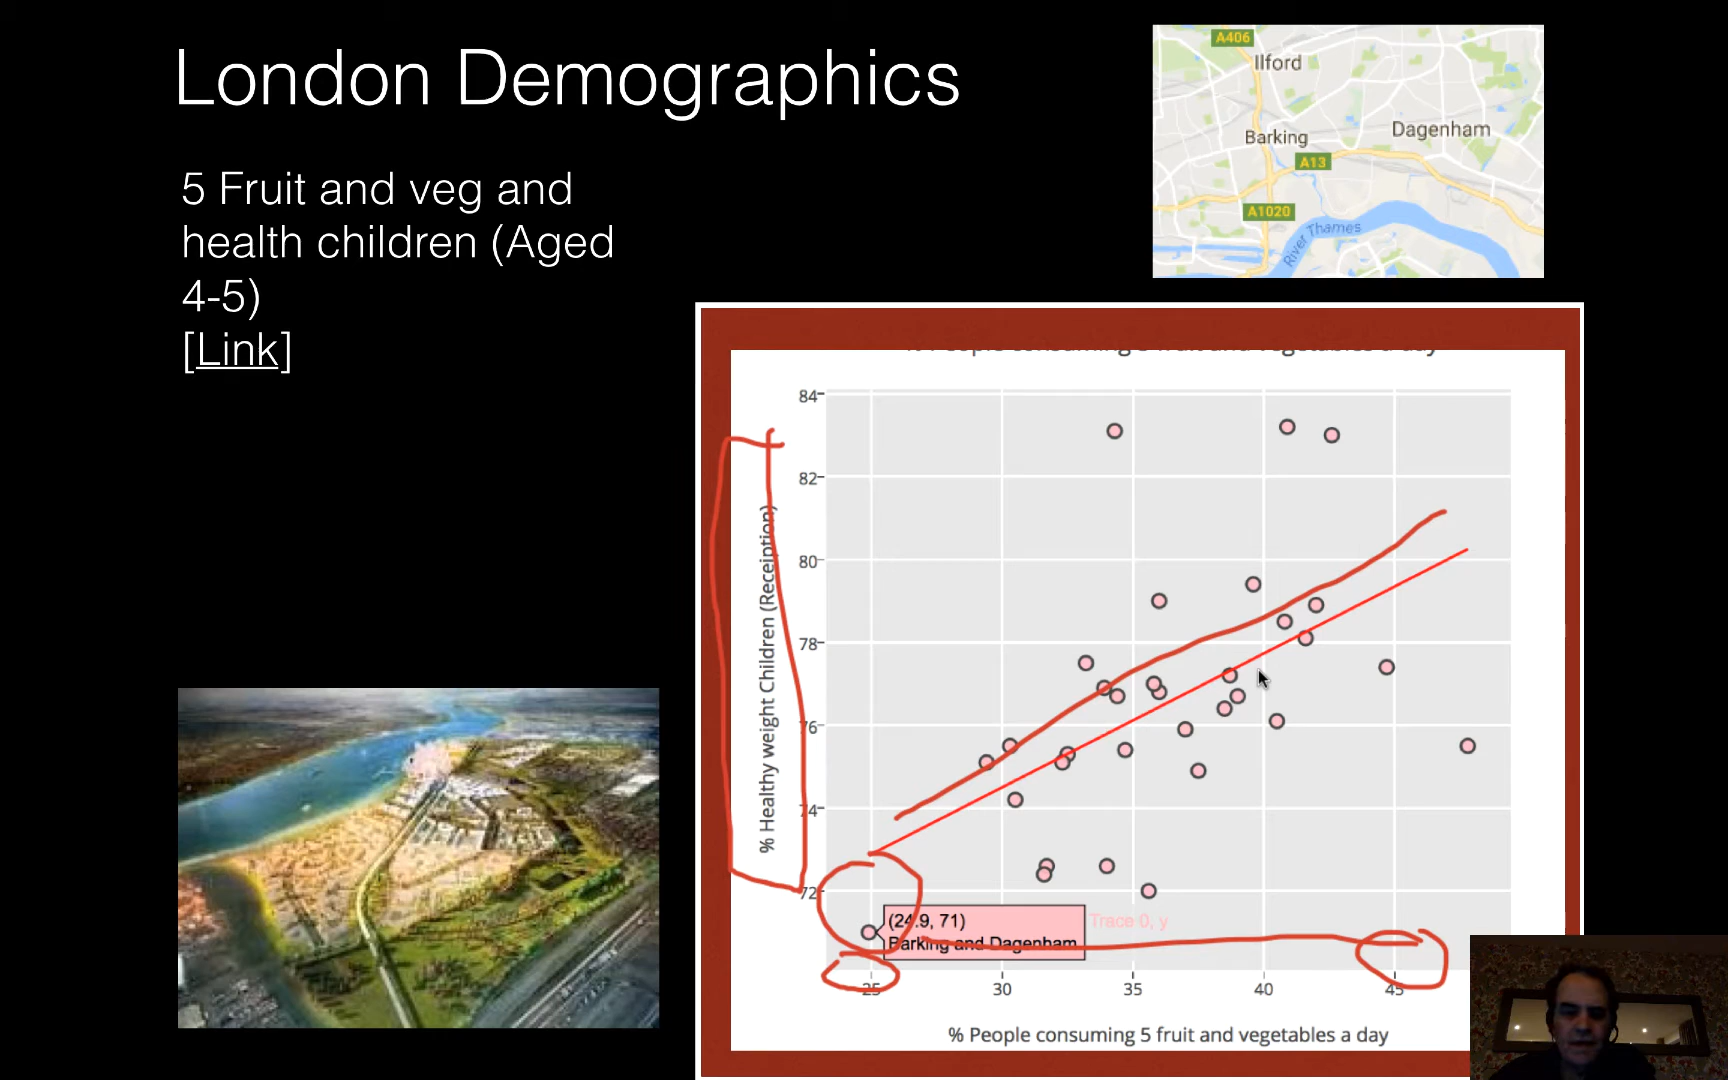 London Demographics
5 Fruit and veg and
health children (Aged
4-5)
[Link]
A406
Ilford
Barking
Dagenham
A13
A1020
River Thames
% People consuming 5 fruit and vegetables a day
84
82
80
78
76
74
72
% Healthy weight Children (Receiption)
(24.9, 71)
Barking and Dagenham
Trace 0, y
25
30
35
40
45
% People consuming 5 fruit and vegetables a day